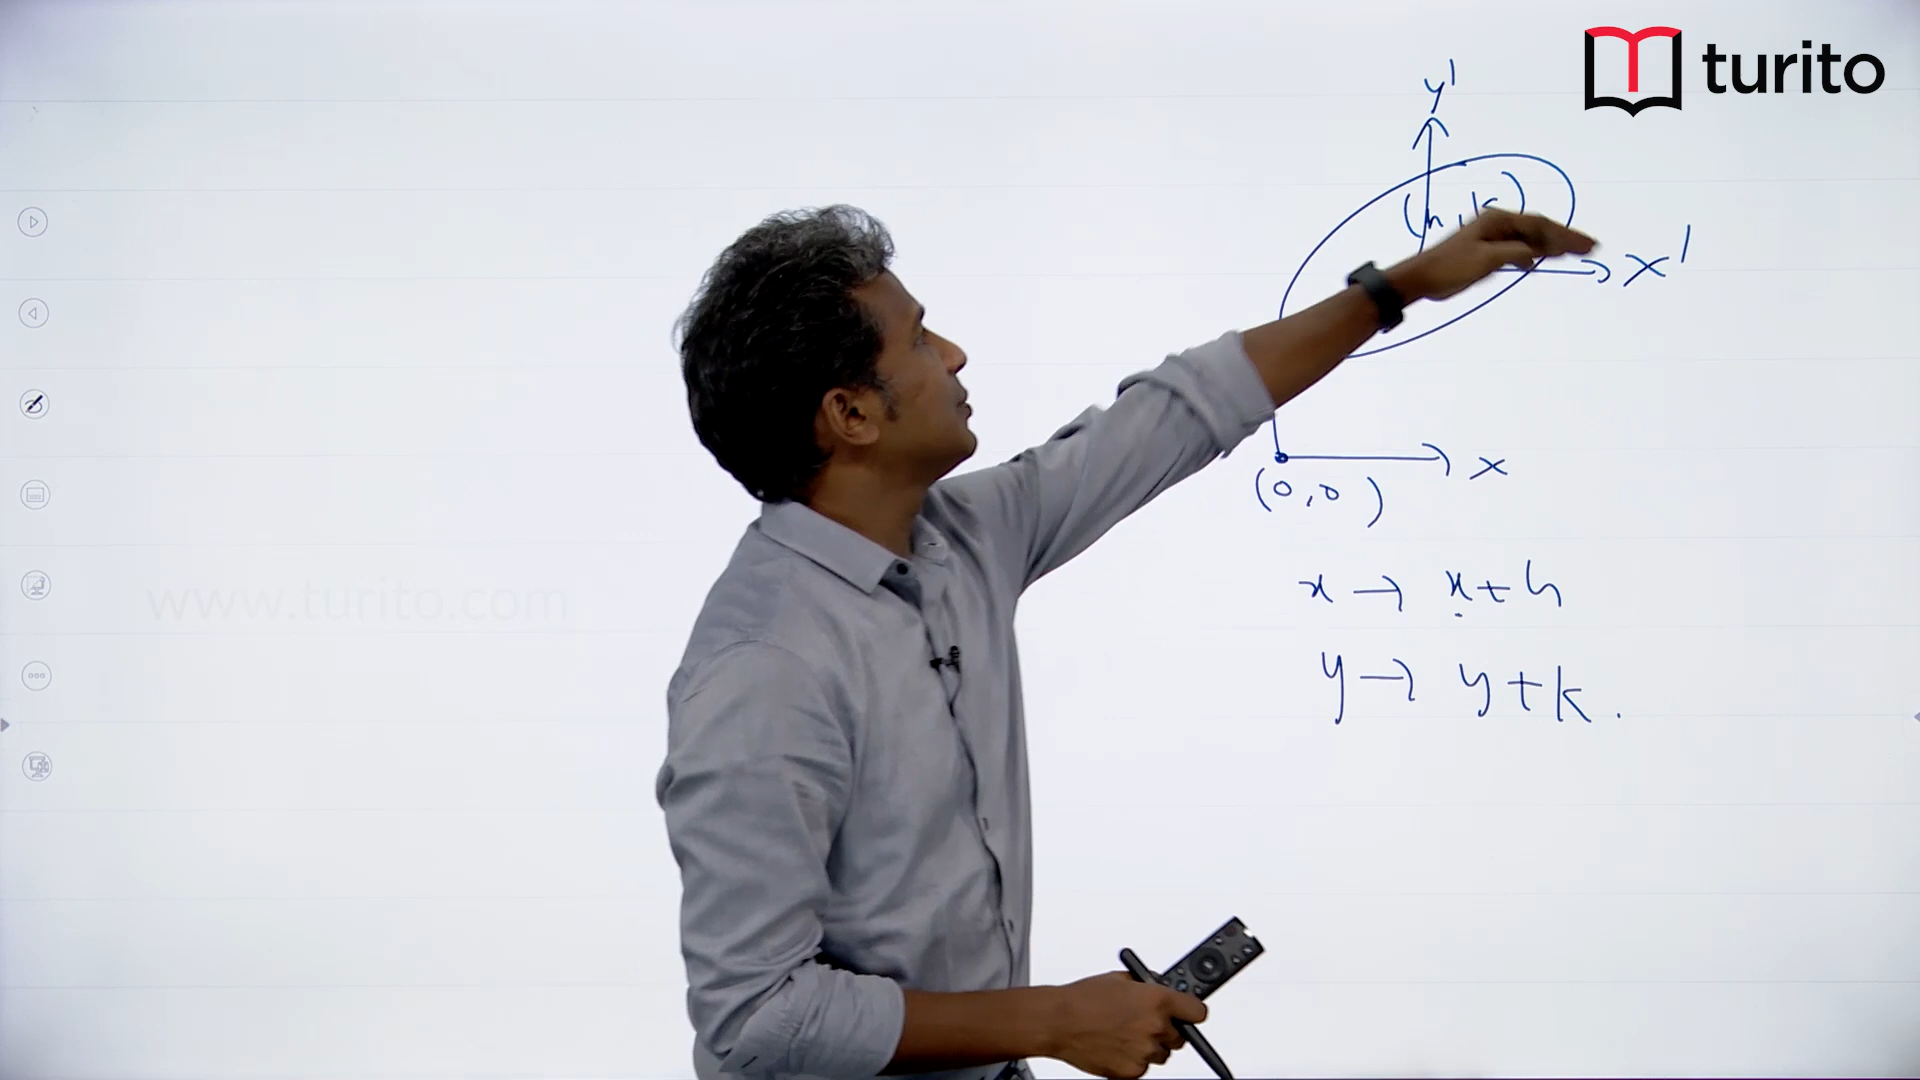 turito
y'
(h, k)
x'
x
(0,0)
x → x+h
www.turito.com
y → y+k.